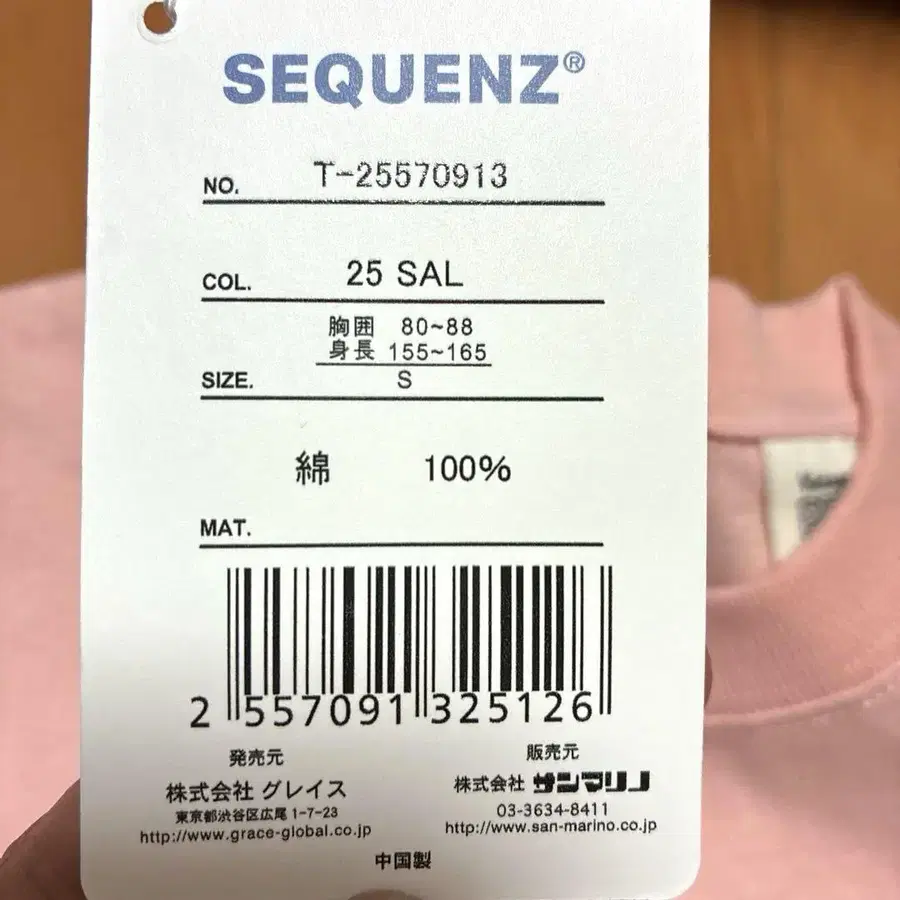 SEQUENZ®
NO. T-25570913
COL. 25 SAL
胸囲 80~88
身長 155~165
SIZE. S
綿 100%
MAT.
2 557091 325126
発売元
株式会社 グレイス
東京都渋谷区広尾 1-7-23
http://www.grace-global.co.jp
販売元
株式会社 サンマリノ
03-3634-8411
http://www.san-marino.co.jp
中国製